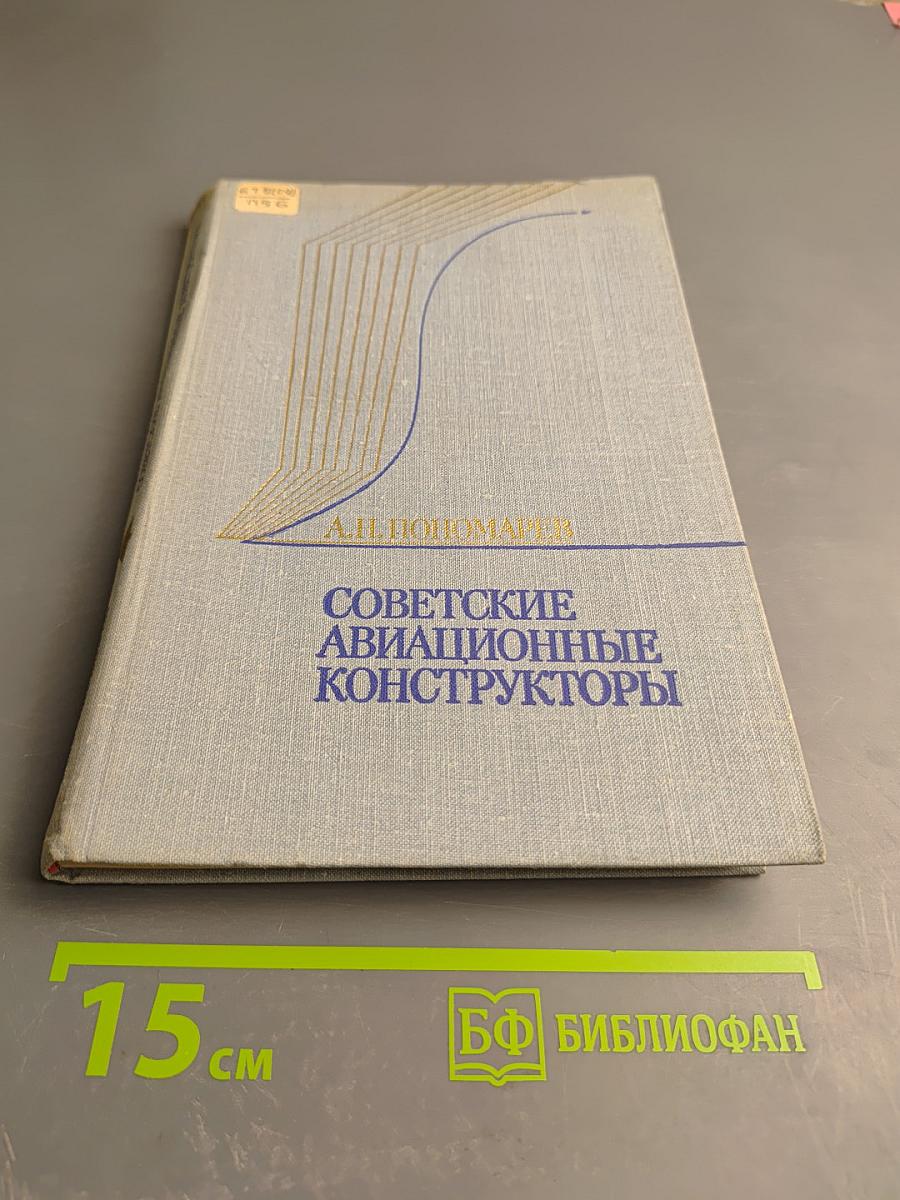 А.Н. ПОНОМАРЕВ
СОВЕТСКИЕ
АВИАЦИОННЫЕ
КОНСТРУКТОРЫ
15 см
БФ БИБЛИОФАН